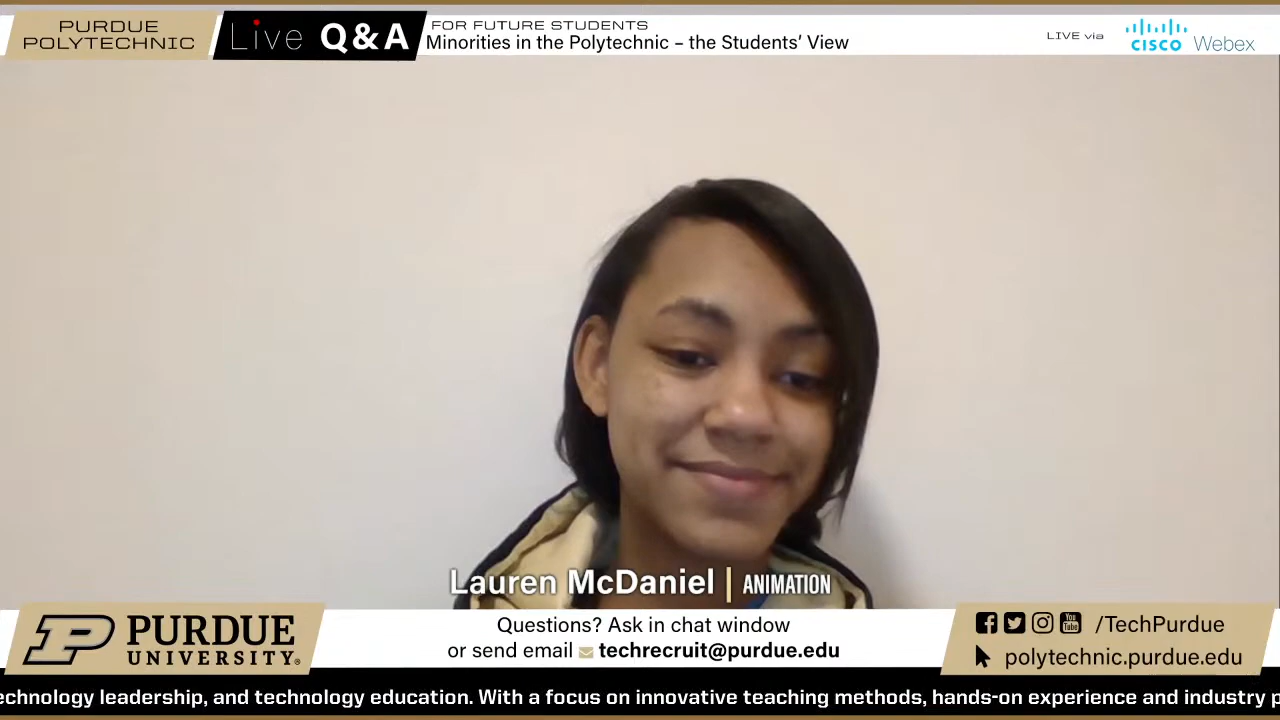 PURDUE
POLYTECHNIC
Live Q&A
FOR FUTURE STUDENTS
Minorities in the Polytechnic – the Students' View
LIVE via
CISCO Webex
Lauren McDaniel | ANIMATION
PURDUE
UNIVERSITY®
Questions? Ask in chat window
or send email techrecruit@purdue.edu
You
Tube
/TechPurdue
polytechnic.purdue.edu
echnology leadership, and technology education. With a focus on innovative teaching methods, hands-on experience and industry p